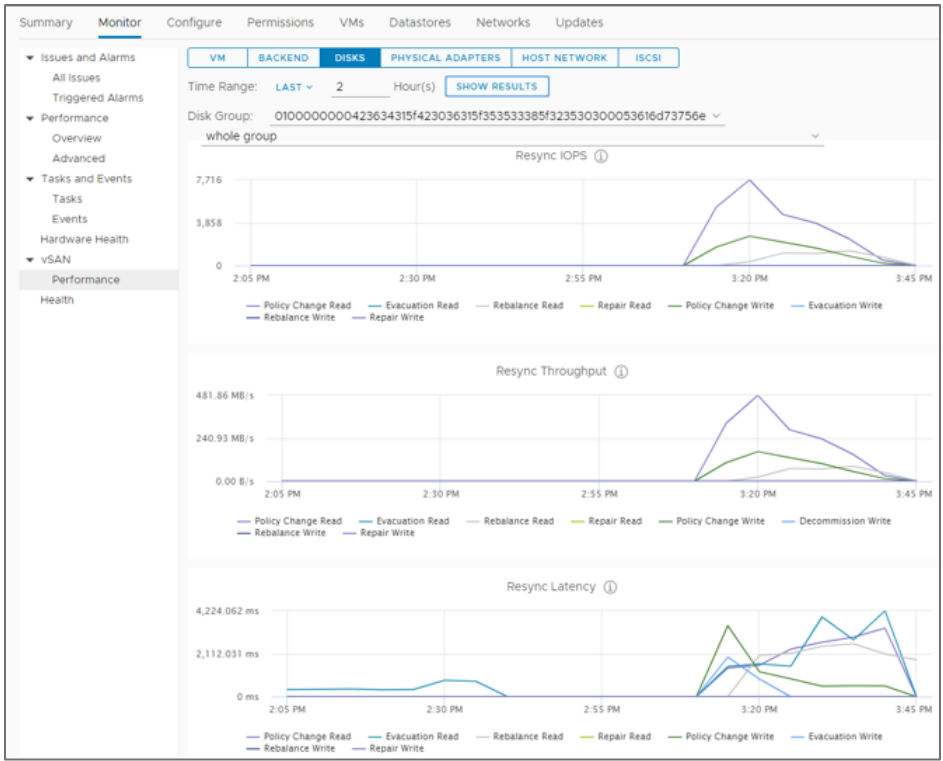 Summary Monitor Configure Permissions VMs Datastores Networks Updates
Issues and Alarms
All Issues
Triggered Alarms
Performance
Overview
Advanced
Tasks and Events
Tasks
Events
Hardware Health
vSAN
Performance
Health
VM BACKEND DISKS PHYSICAL ADAPTERS HOST NETWORK ISCSI
Time Range: LAST 2 Hour(s) SHOW RESULTS
Disk Group: 0100000000423634315f423036315f353533385f323530300053616d73756e
whole group
Resync IOPS
7,716
3,858
0
2:05 PM 2:30 PM 2:55 PM 3:20 PM 3:45 PM
Policy Change Read Evacuation Read Rebalance Read Repair Read Policy Change Write Evacuation Write
Rebalance Write Repair Write
Resync Throughput
481.86 MB/s
240.93 MB/s
0.00 B/s
2:05 PM 2:30 PM 2:55 PM 3:20 PM 3:45 PM
Policy Change Read Evacuation Read Rebalance Read Repair Read Policy Change Write Decommission Write
Rebalance Write Repair Write
Resync Latency
4,224.062 ms
2,112.031 ms
0 ms
2:05 PM 2:30 PM 2:55 PM 3:20 PM 3:45 PM
Policy Change Read Evacuation Read Rebalance Read Repair Read Policy Change Write Evacuation Write
Rebalance Write Repair Write